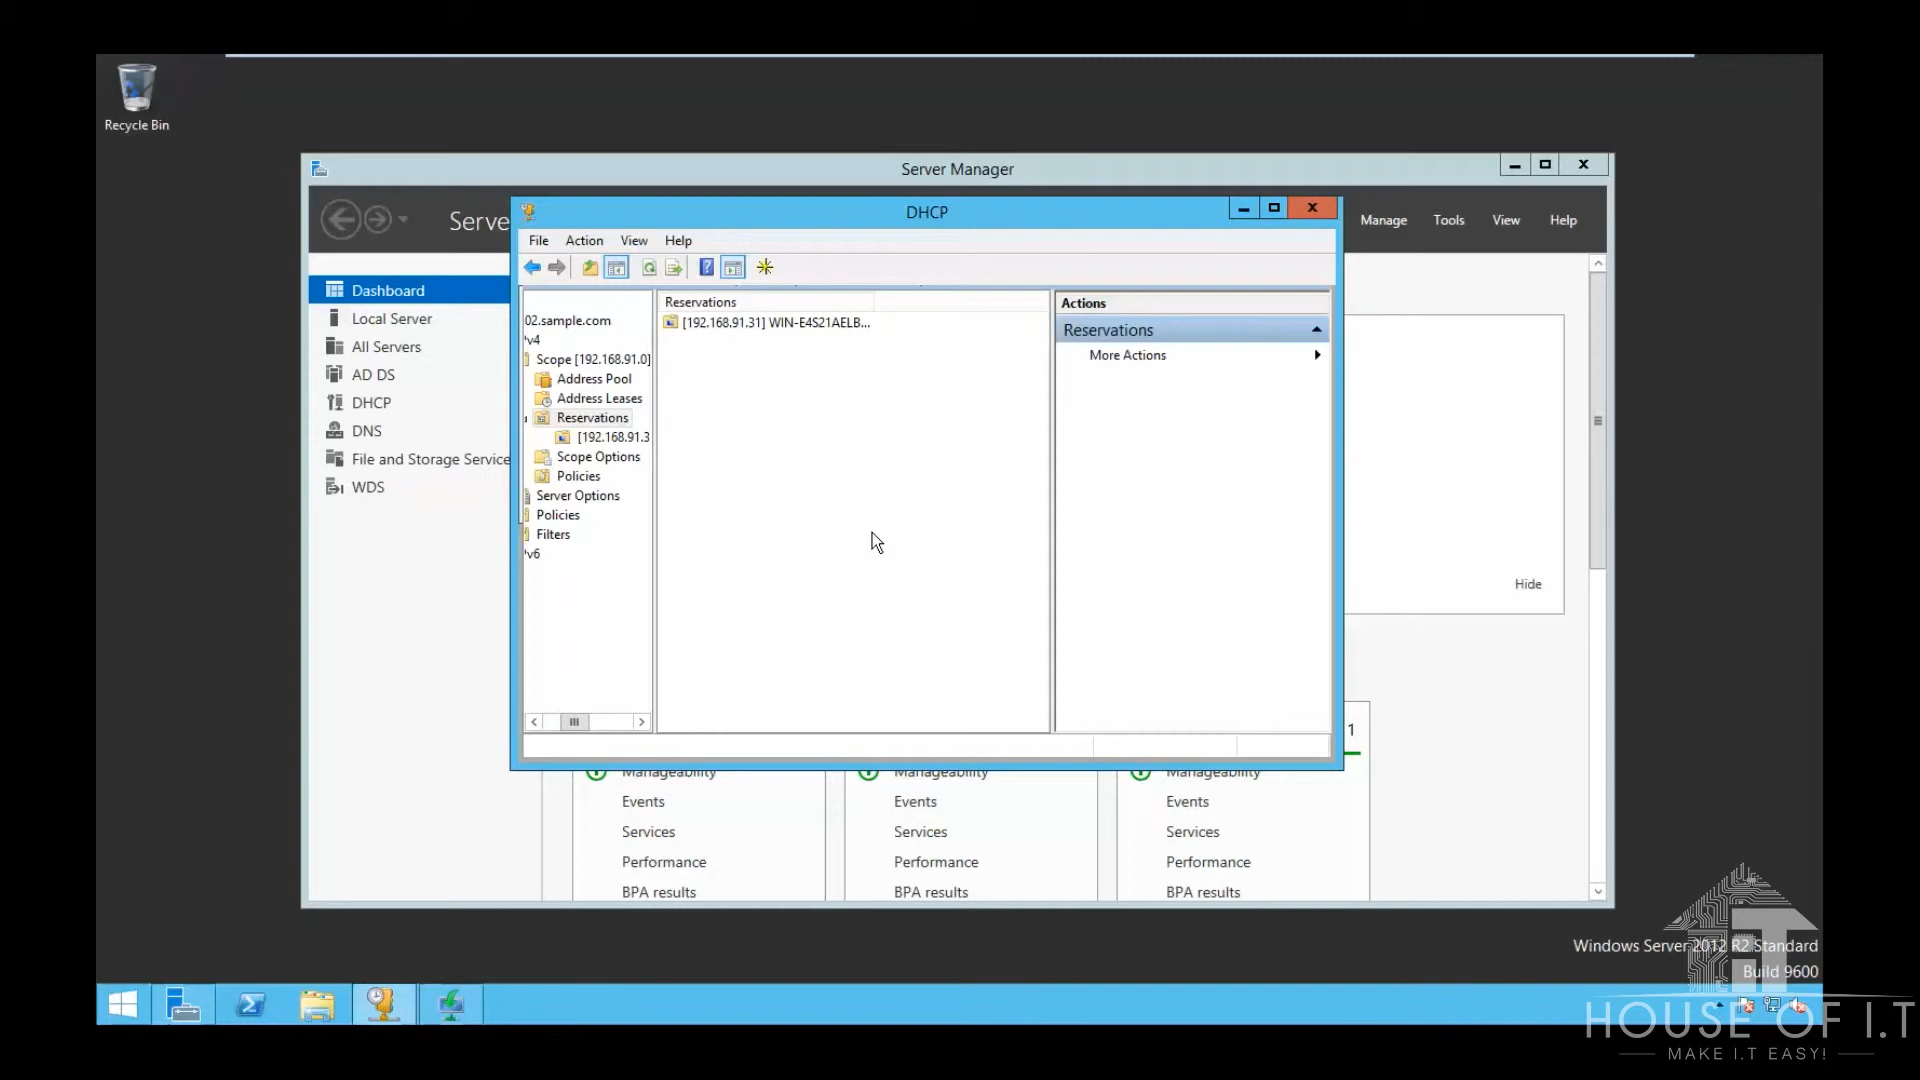 Recycle Bin
Server Manager
Serve
Manage
Tools
View
Help
DHCP
File
Action
View
Help
Dashboard
Local Server
All Servers
AD DS
DHCP
DNS
File and Storage Service
WDS
02.sample.com
v4
Scope [192.168.91.0]
Address Pool
Address Leases
Reservations
[192.168.91.3
Scope Options
Policies
Server Options
Policies
Filters
v6
Reservations
[192.168.91.31] WIN-E4S21AELB...
Actions
Reservations
More Actions
Hide
1
Manageability
Events
Services
Performance
BPA results
Manageability
Events
Services
Performance
BPA results
Manageability
Events
Services
Performance
BPA results
Windows Server 2012 R2 Standard
Build 9600
HOUSE OF I.T
MAKE I.T EASY!